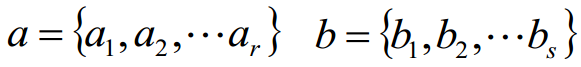 a = {a₁, a₂, ⋯aᵣ} b = {b₁, b₂, ⋯bₛ}